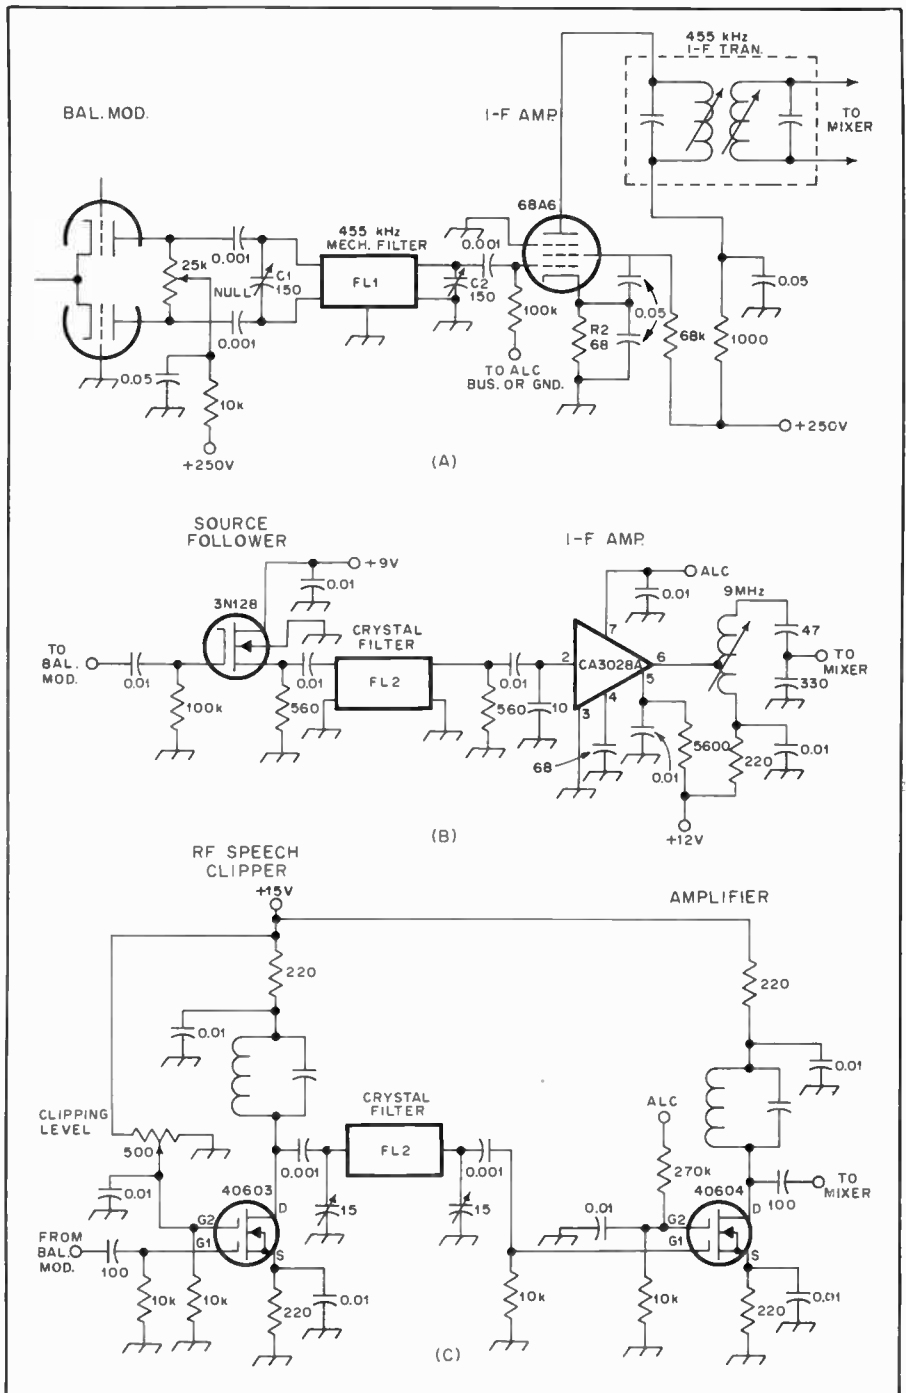 455 kHz
I-F TRAN.
BAL. MOD.
I-F AMP.
TO
MIXER
455 kHz
MECH. FILTER
6BA6
0.001
0.001
25k
NULL
C1
150
FL1
C2
150
0.05
0.001
100k
0.05
R2
68
68k
1000
0.05
10k
TO ALC
BUS. OR GND.
+250V
+250V
(A)
SOURCE
FOLLOWER
I-F AMP.
+9V
ALC
0.01
0.01
9MHz
3N128
CRYSTAL
FILTER
7
47
TO
BAL.
MOD.
0.01
0.01
FL2
0.01
2
CA3028A
6
5
TO
MIXER
330
100k
560
560
10
3
4
5600
220
0.01
68
0.01
+12V
(B)
RF SPEECH
CLIPPER
+15V
AMPLIFIER
220
220
0.01
0.01
CRYSTAL
FILTER
CLIPPING
LEVEL
500
ALC
0.001
FL2
0.001
270k
0.01
40603
15
15
0.01
40604
100
TO
MIXER
D
D
G2
G2
FROM
BAL.
MOD.
G1
G1
S
S
100
10k
10k
220
0.01
10k
10k
220
0.01
(C)